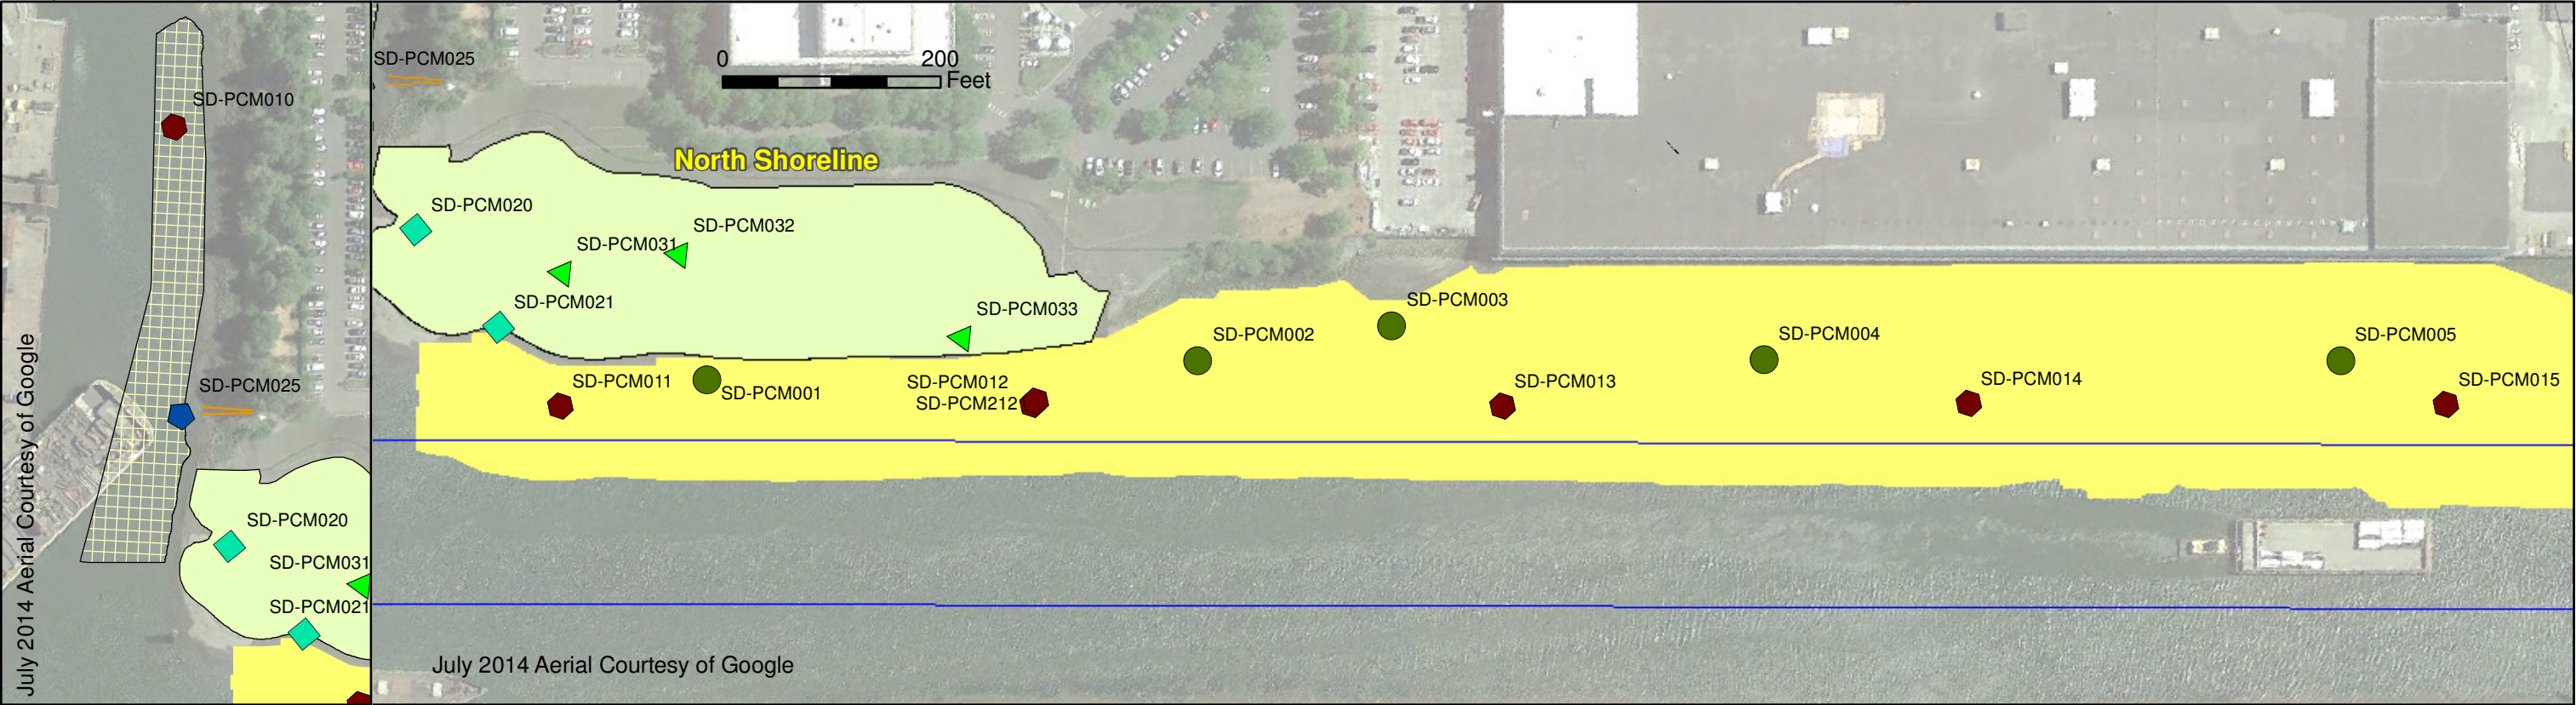 SD-PCM010
SD-PCM025
SD-PCM020
SD-PCM031
SD-PCM021
July 2014 Aerial Courtesy of Google
SD-PCM025
0 200
Feet
North Shoreline
SD-PCM020
SD-PCM032
SD-PCM031
SD-PCM021
SD-PCM033
SD-PCM003
SD-PCM002
SD-PCM004
SD-PCM005
SD-PCM011
SD-PCM001
SD-PCM012
SD-PCM212
SD-PCM013
SD-PCM014
SD-PCM015
July 2014 Aerial Courtesy of Google